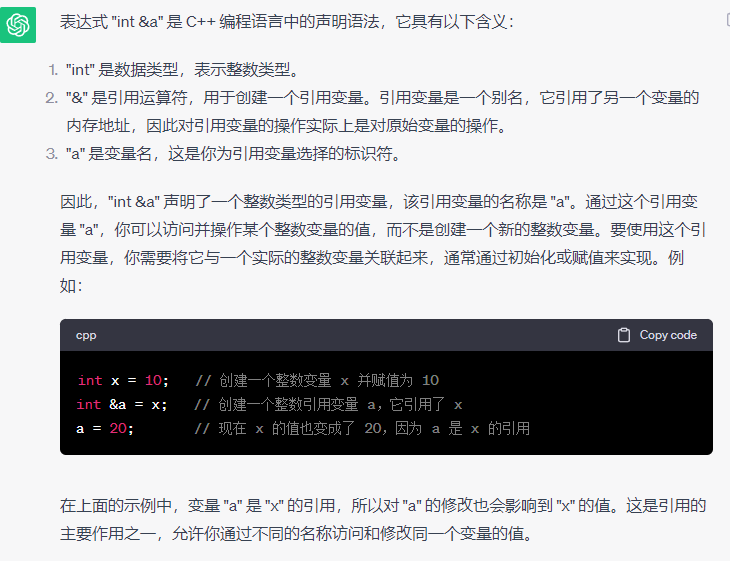 表达式 "int &a" 是 C++ 编程语言中的声明语法，它具有以下含义：
1. "int" 是数据类型，表示整数类型。
2. "&" 是引用运算符，用于创建一个引用变量。引用变量是一个别名，它引用了另一个变量的
内存地址，因此对引用变量的操作实际上是对原始变量的操作。
3. "a" 是变量名，这是你为引用变量选择的标识符。
因此，"int &a" 声明了一个整数类型的引用变量，该引用变量的名称是 "a"。通过这个引用变
量 "a"，你可以访问并操作某个整数变量的值，而不是创建一个新的整数变量。要使用这个引
用变量，你需要将它与一个实际的整数变量关联起来，通常通过初始化或赋值来实现。例
如：
cpp Copy code
int x = 10; // 创建一个整数变量 x 并赋值为 10
int &a = x; // 创建一个整数引用变量 a，它引用了 x
a = 20; // 现在 x 的值也变成了 20，因为 a 是 x 的引用
在上面的示例中，变量 "a" 是 "x" 的引用，所以对 "a" 的修改也会影响到 "x" 的值。这是引用的
主要作用之一，允许你通过不同的名称访问和修改同一个变量的值。